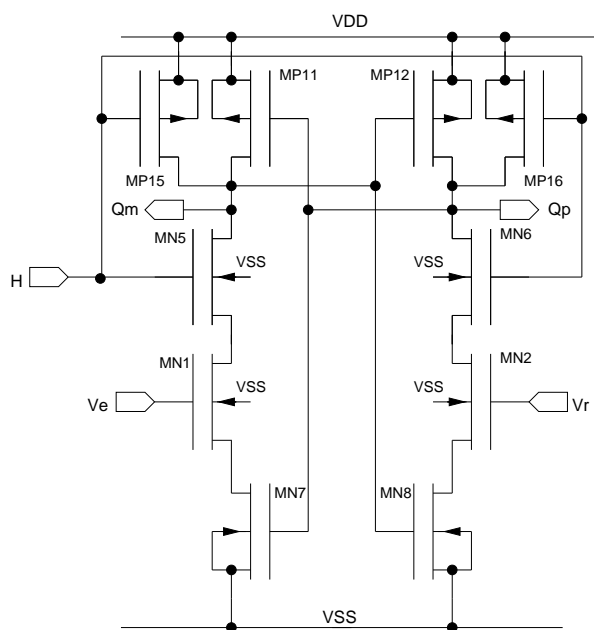 VDD
MP11
MP12
MP15
MP16
Qm
Qp
MN5
MN6
VSS
VSS
H
MN1
MN2
VSS
VSS
Ve
Vr
MN7
MN8
VSS